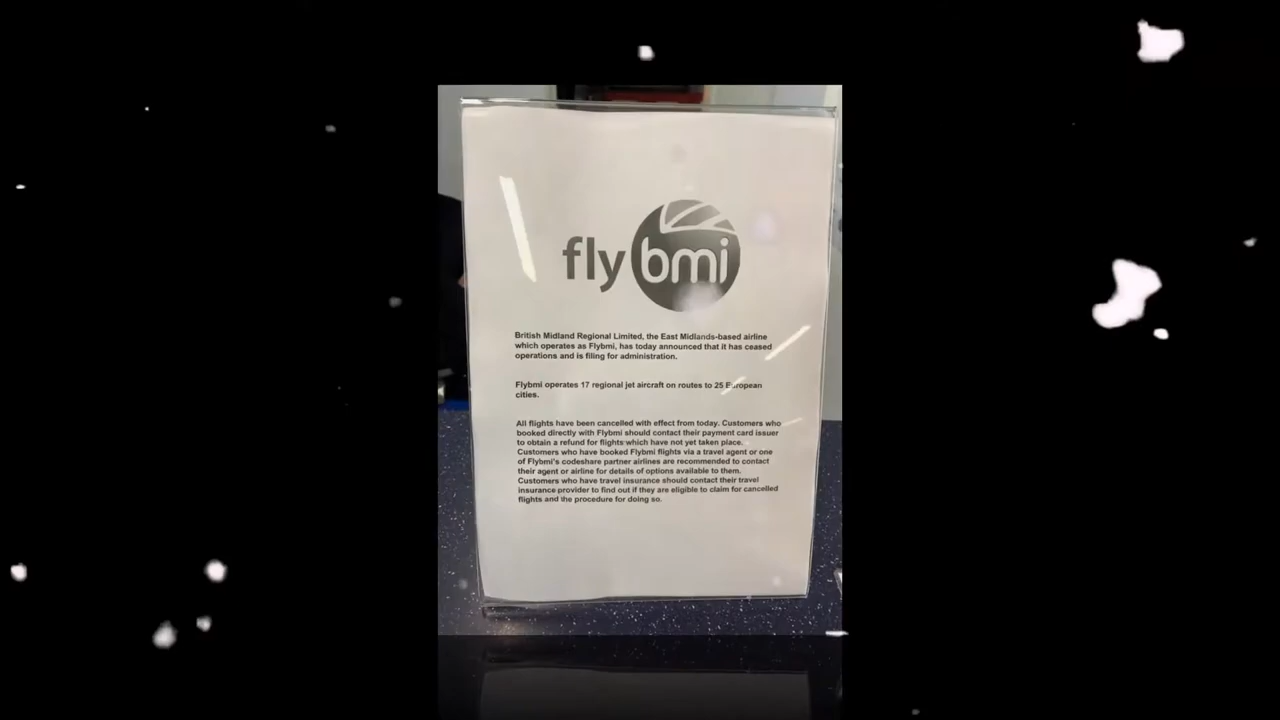 fly bmi
British Midland Regional Limited, the East Midlands-based airline
which operates as Flybmi, has today announced that it has ceased
operations and is filing for administration.
Flybmi operates 17 regional jet aircraft on routes to 25 European
cities.
All flights have been cancelled with effect from today. Customers who
booked directly with Flybmi should contact their payment card issuer
to obtain a refund for flights which have not yet taken place.
Customers who have booked Flybmi flights via a travel agent or one
of Flybmi's codeshare partner airlines are recommended to contact
their agent or airline for details of options available to them.
Customers who have travel insurance should contact their travel
insurance provider to find out if they are eligible to claim for cancelled
flights and the procedure for doing so.